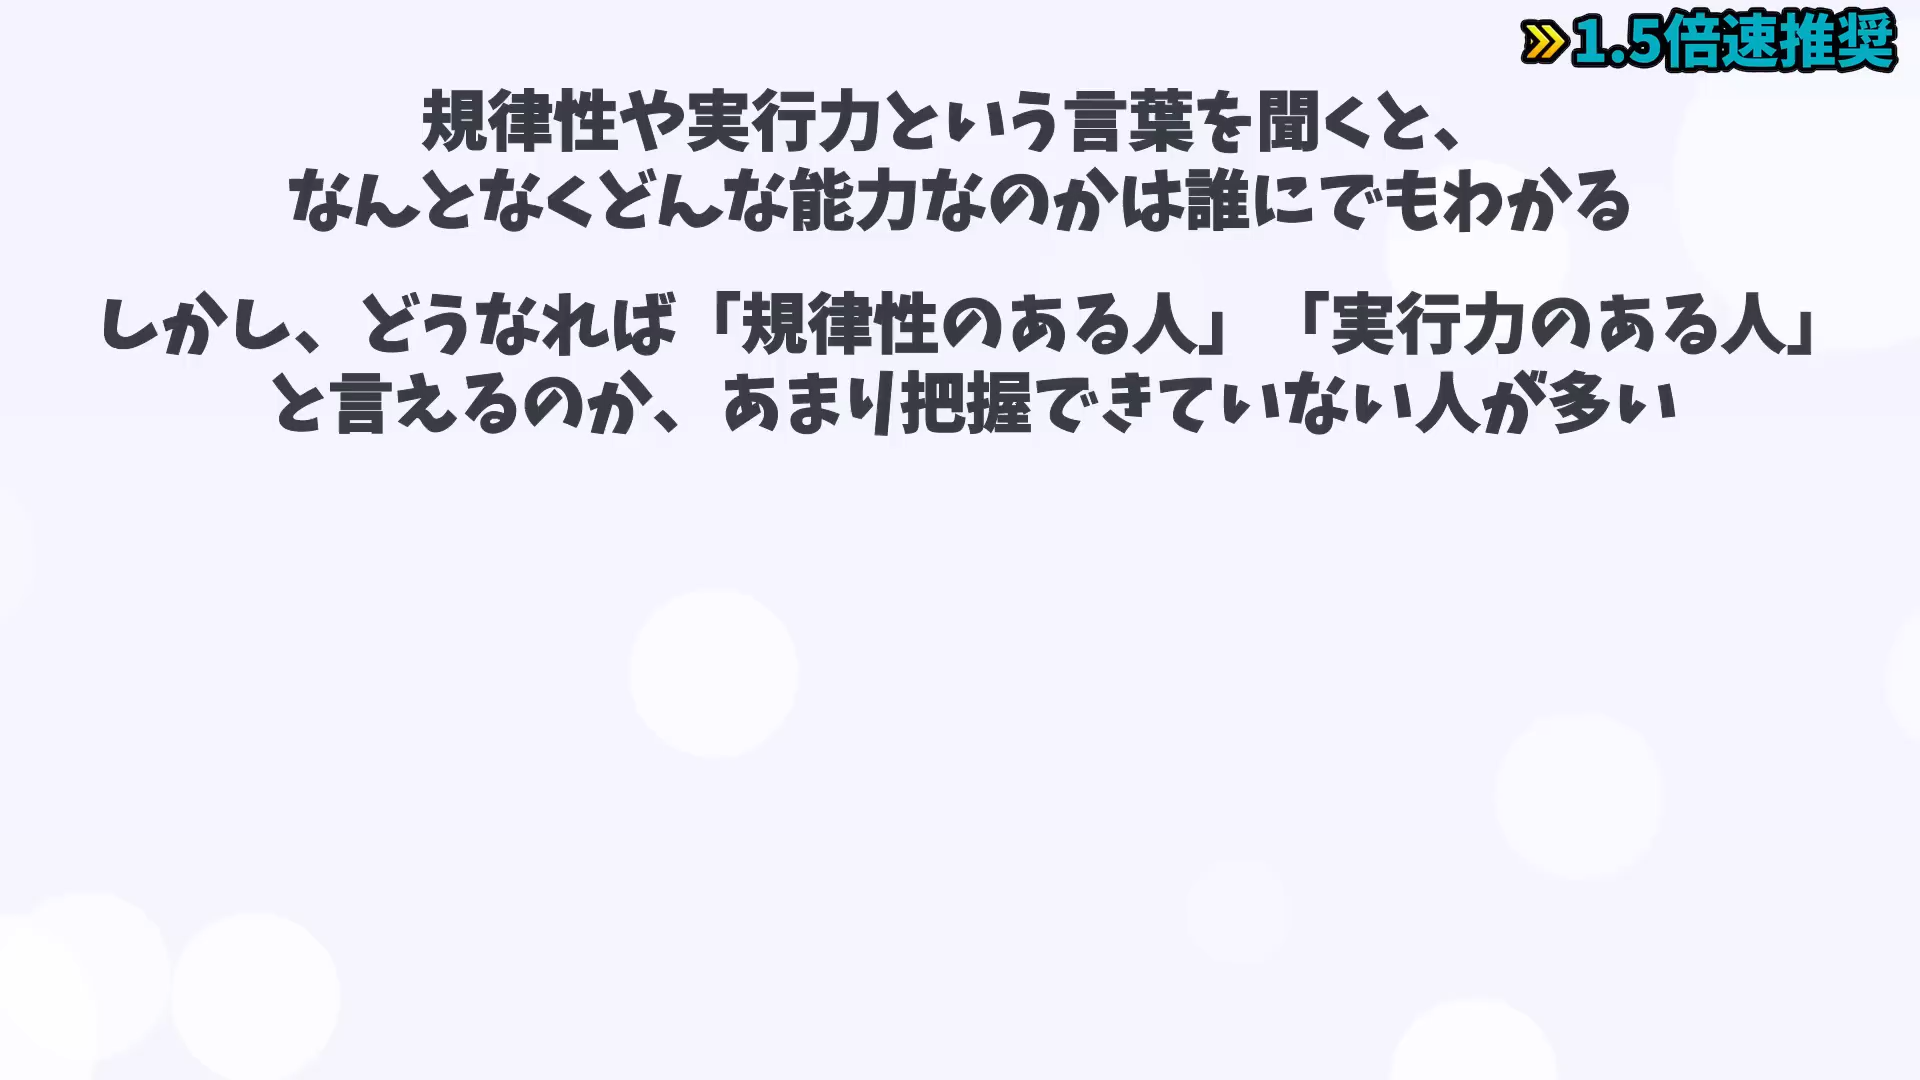 1.5倍速推奨
規律性や実行力という言葉を聞くと、
なんとなくどんな能力なのかは誰にでもわかる
しかし、どうなれば「規律性のある人」「実行力のある人」
と言えるのか、あまり把握できていない人が多い